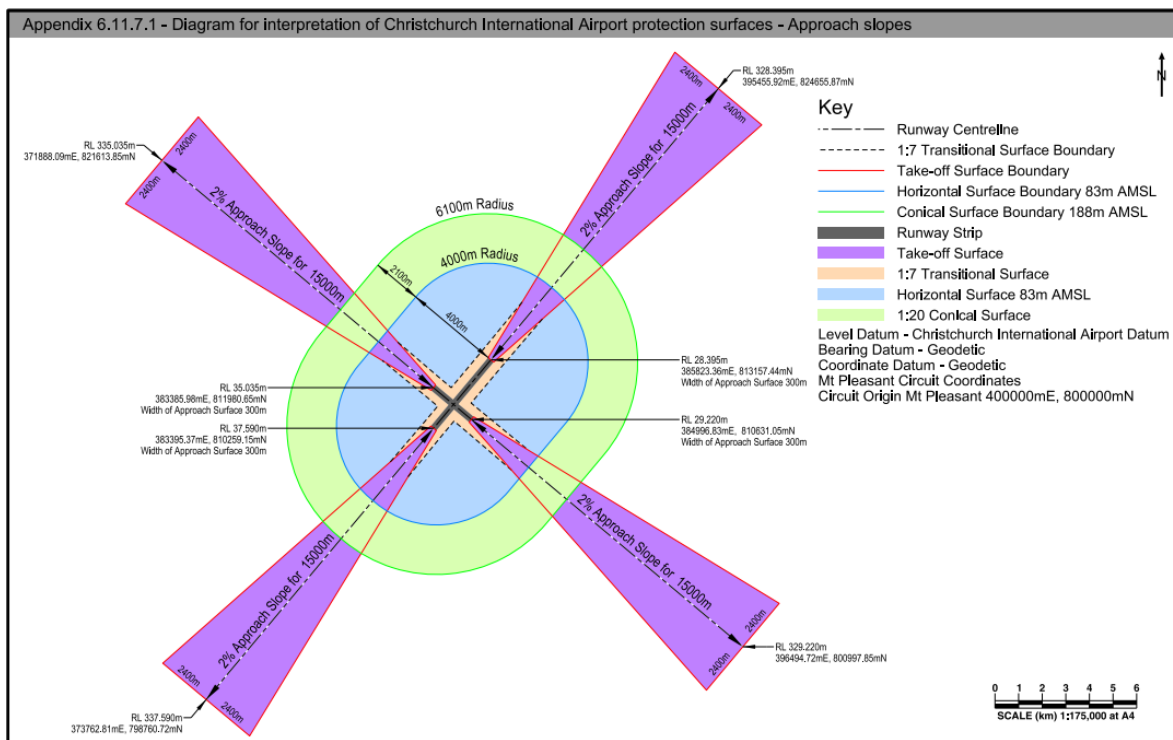 Appendix 6.11.7.1 - Diagram for interpretation of Christchurch International Airport protection surfaces - Approach slopes
RL 328.395m
395455.92mE, 824655.87mN
2400m
2400m
N
RL 335.035m
371888.09mE, 821613.85mN
2400m
2400m
2% Approach Slope for 15000m
2% Approach Slope for 15000m
6100m Radius
4000m Radius
2100m
4000m
Key
Runway Centreline
1:7 Transitional Surface Boundary
Take-off Surface Boundary
Horizontal Surface Boundary 83m AMSL
Conical Surface Boundary 188m AMSL
Runway Strip
Take-off Surface
1:7 Transitional Surface
Horizontal Surface 83m AMSL
1:20 Conical Surface
Level Datum - Christchurch International Airport Datum
Bearing Datum - Geodetic
Coordinate Datum - Geodetic
Mt Pleasant Circuit Coordinates
Circuit Origin Mt Pleasant 400000mE, 800000mN
RL 28.395m
385823.36mE, 813157.44mN
Width of Approach Surface 300m
RL 35.035m
383385.98mE, 811980.65mN
Width of Approach Surface 300m
RL 37.590m
383395.37mE, 810259.15mN
Width of Approach Surface 300m
RL 29.220m
384996.83mE, 810631.05mN
Width of Approach Surface 300m
2% Approach Slope for 15000m
2% Approach Slope for 15000m
2400m
2400m
RL 329.220m
396494.72mE, 800997.85mN
2400m
2400m
RL 337.590m
373762.81mE, 798760.72mN
0 1 2 3 4 5 6
SCALE (km) 1:175,000 at A4